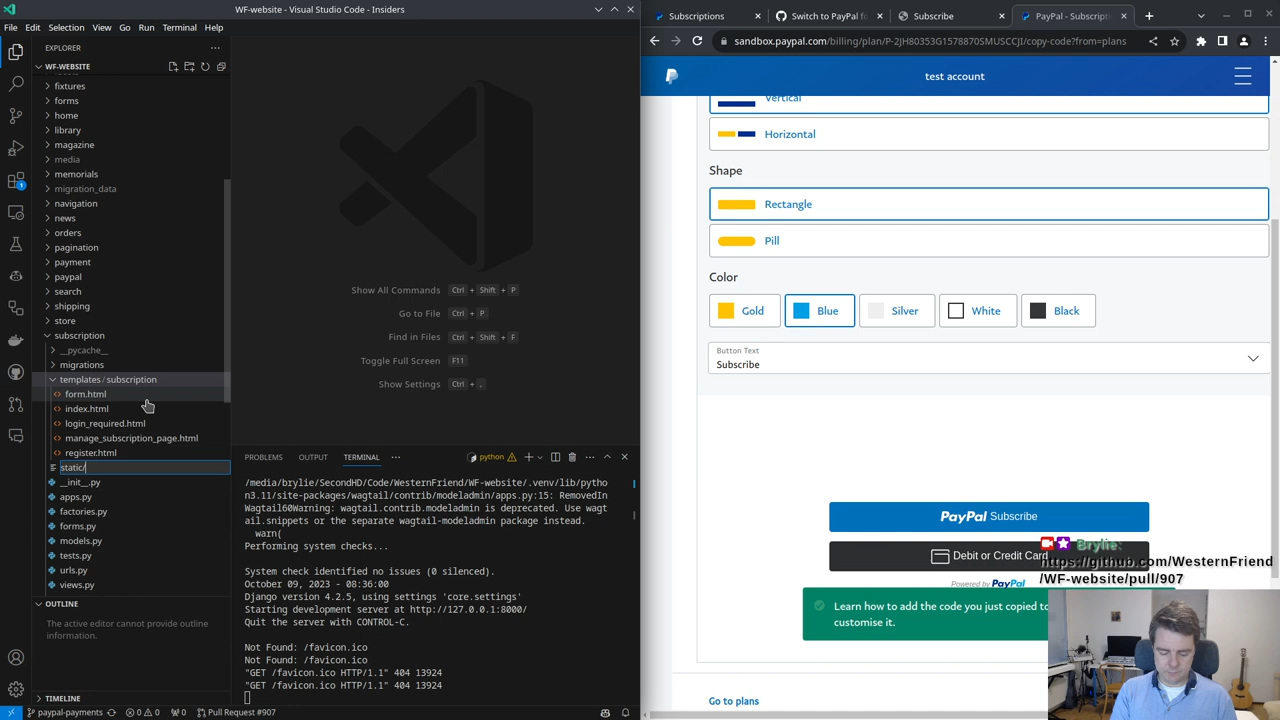 WF-website - Visual Studio Code - Insiders
File Edit Selection View Go Run Terminal Help
EXPLORER
WF-WEBSITE
fixtures
forms
home
library
magazine
media
memorials
migration_data
navigation
news
orders
pagination
payment
paypal
search
shipping
store
subscription
__pycache__
migrations
templates / subscription
form.html
index.html
login_required.html
manage_subscription_page.html
register.html
static/
__init__.py
apps.py
factories.py
forms.py
models.py
tests.py
urls.py
views.py
OUTLINE
The active editor cannot provide outline
information.
TIMELINE
paypal-payments 0 0 0 Pull Request #907
Show All Commands Ctrl + Shift + P
Go to File Ctrl + P
Find in Files Ctrl + Shift + F
Toggle Full Screen F11
Show Settings Ctrl + ,
PROBLEMS OUTPUT TERMINAL python
/media/brylie/SecondHD/Code/WesternFriend/WF-website/.venv/lib/pytho
n3.11/site-packages/wagtail/contrib/modeladmin/apps.py:15: RemovedIn
Wagtail60Warning: wagtail.contrib.modeladmin is deprecated. Use wagt
ail.snippets or the separate wagtail-modeladmin package instead.
warn(
Performing system checks...
System check identified no issues (0 silenced).
October 09, 2023 - 08:36:00
Django version 4.2.5, using settings 'core.settings'
Starting development server at http://127.0.0.1:8000/
Quit the server with CONTROL-C.
Not Found: /favicon.ico
Not Found: /favicon.ico
"GET /favicon.ico HTTP/1.1" 404 13924
"GET /favicon.ico HTTP/1.1" 404 13924
Subscriptions Switch to PayPal f Subscribe PayPal - Subscripti
sandbox.paypal.com/billing/plan/P-2JH80353G1578870SMUSCCJI/copy-code?from=plans
test account
Vertical
Horizontal
Shape
Rectangle
Pill
Color
Gold Blue Silver White Black
Button Text
Subscribe
PayPal Subscribe
Debit or Credit Card
Powered by PayPal
Brylie:
https://github.com/WesternFriend
/WF-website/pull/907
Learn how to add the code you just copied to
customise it.
Go to plans